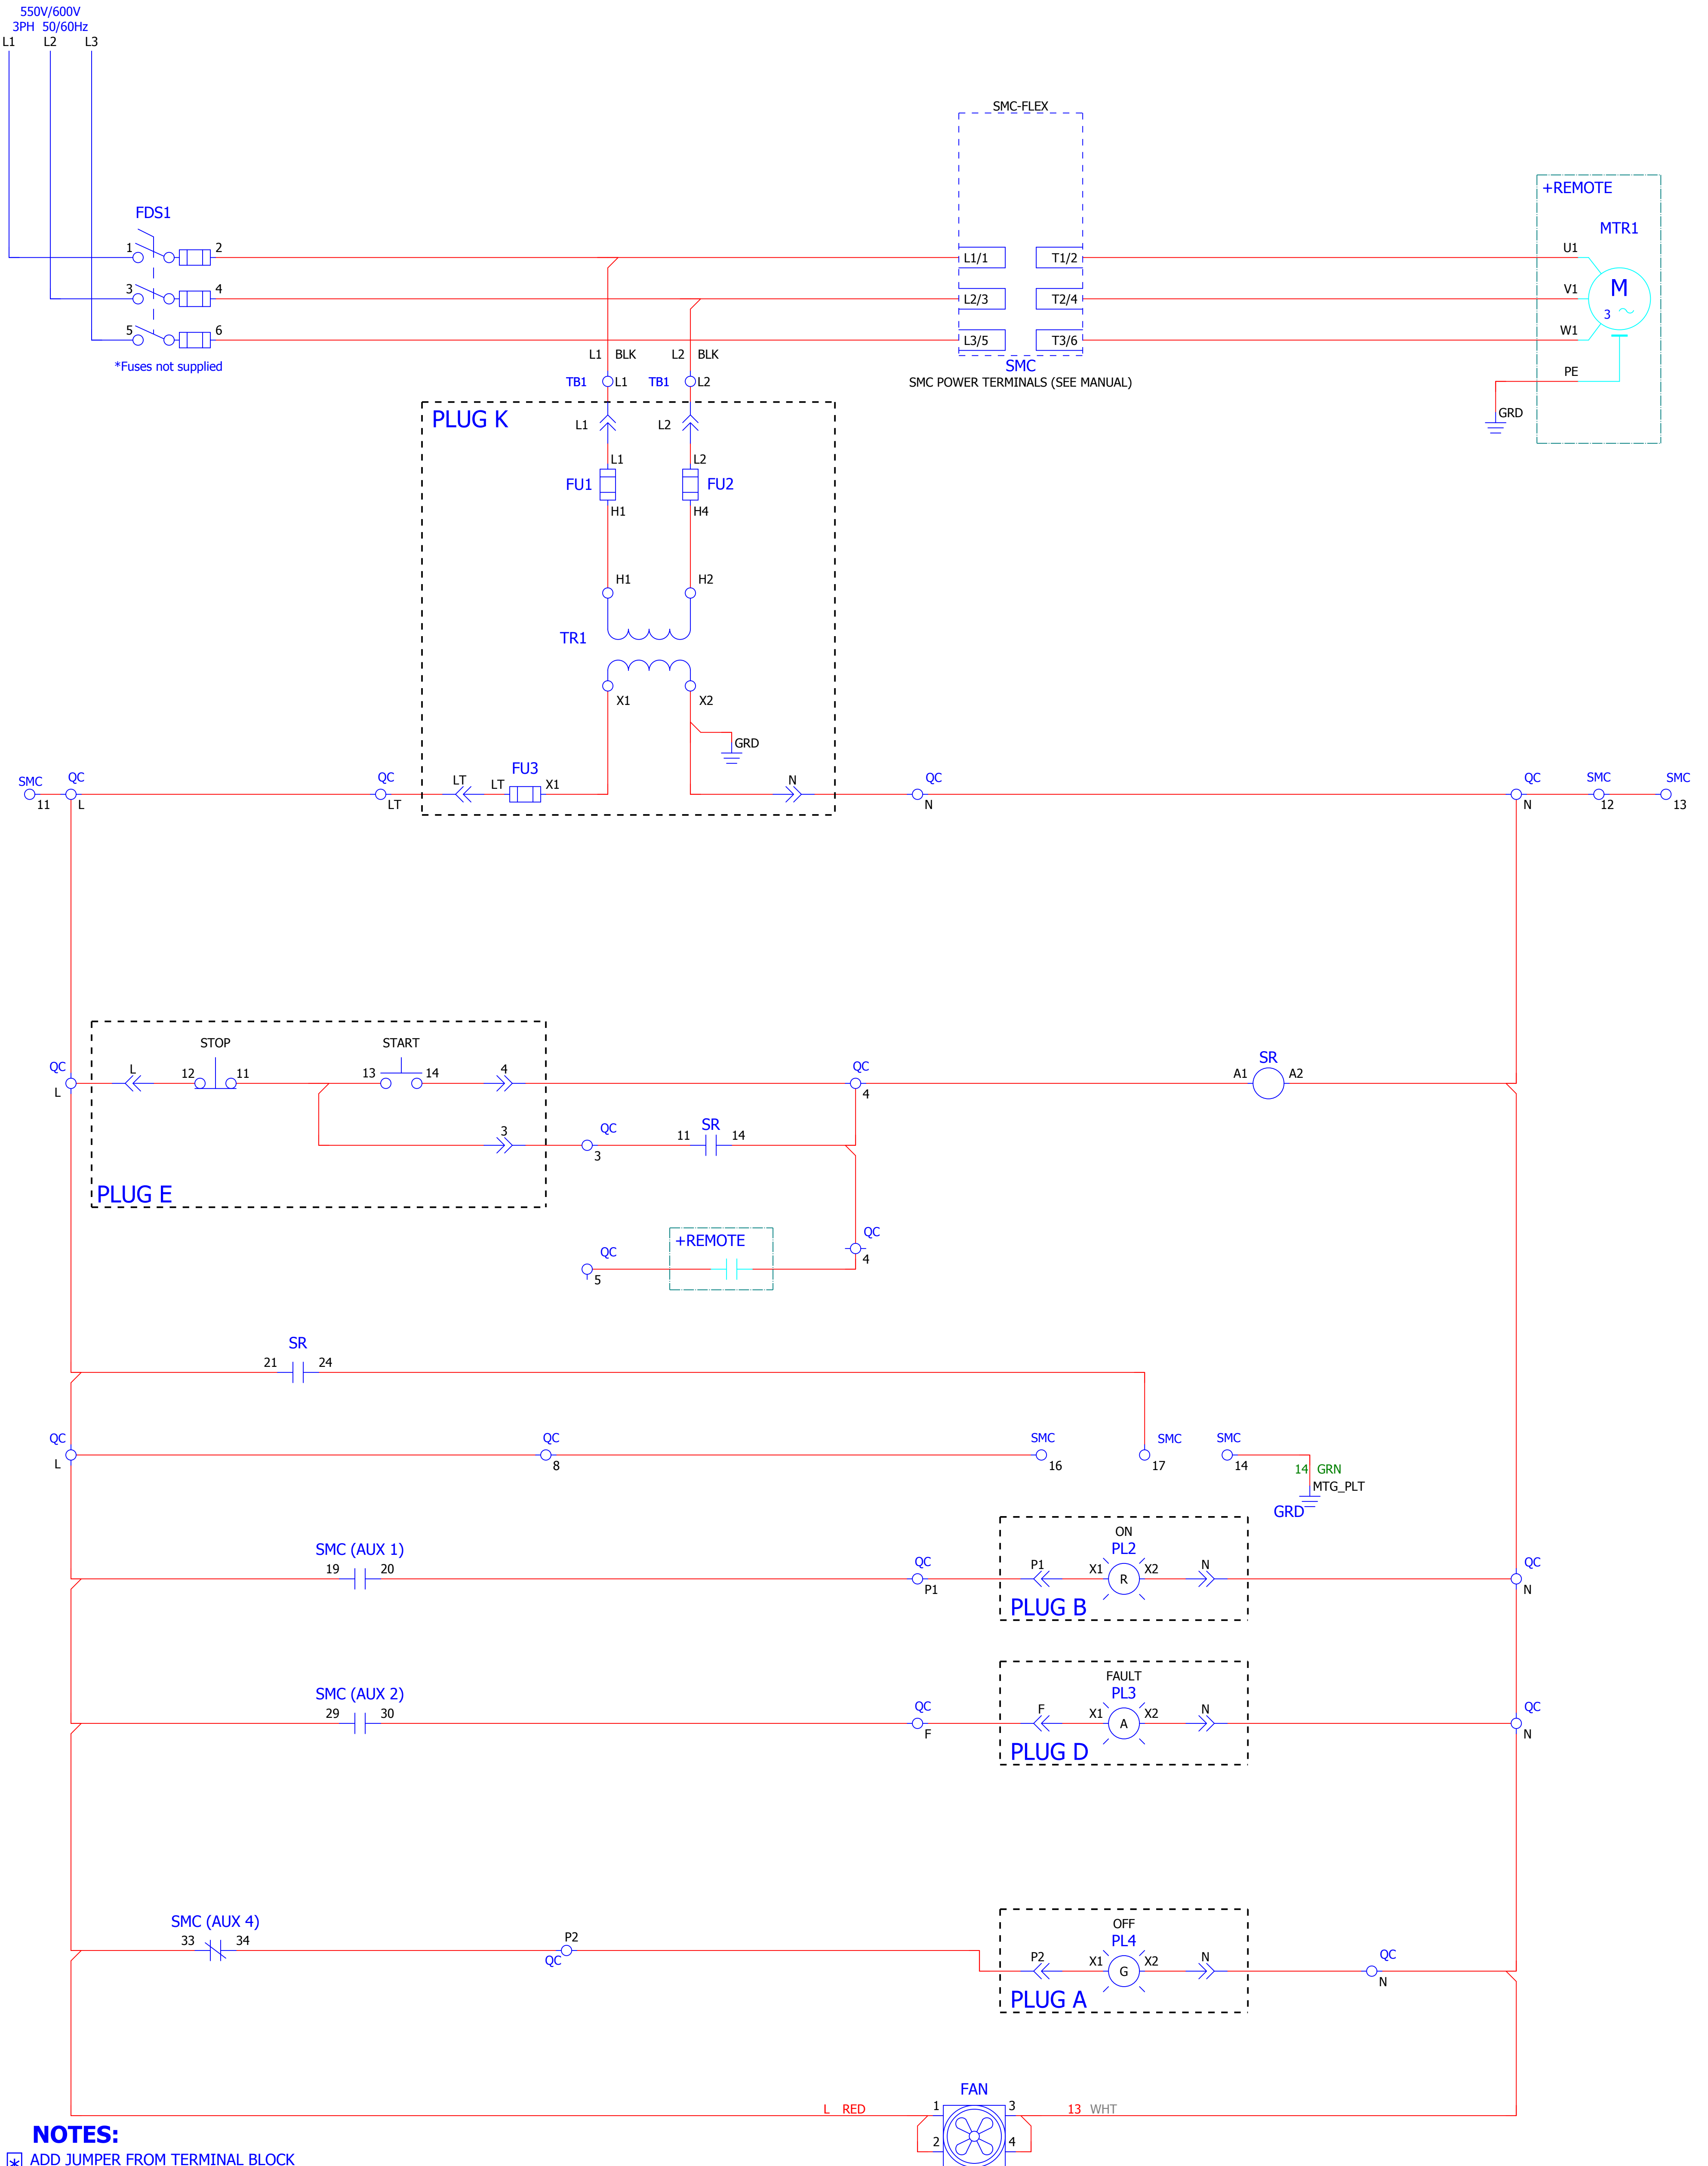 550V/600V
3PH 50/60Hz
L1 L2 L3
SMC-FLEX
+REMOTE
MTR1
FDS1
1 2
L1/1 T1/2
U1
3 4
L2/3 T2/4
V1
M
3
5 6
L3/5 T3/6
W1
*Fuses not supplied
L1 BLK L2 BLK
SMC
SMC POWER TERMINALS (SEE MANUAL)
PE
GRD
TB1 L1 TB1 L2
PLUG K
L1 L2
L1 L2
FU1 FU2
H1 H4
H1 H2
TR1
X1 X2
GRD
SMC QC QC LT LT FU3 X1 N QC QC SMC SMC
11 L LT N N 12 13
STOP START
QC L 12 11 13 14 4 QC SR
L 4 A1 A2
3 QC 11 SR 14
3
PLUG E
+REMOTE
QC QC
5 4
SR
21 24
QC QC SMC SMC SMC
L 8 16 17 14
14 GRN
MTG_PLT
GRD
SMC (AUX 1)
19 20
ON
PL2
QC P1 X1 R X2 N QC
P1 N
PLUG B
SMC (AUX 2)
29 30
FAULT
PL3
QC F X1 A X2 N QC
F N
PLUG D
SMC (AUX 4)
33 34
P2
QC
OFF
PL4
P2 X1 G X2 N QC
N
PLUG A
FAN
L RED 1 3 13 WHT
2 4
NOTES:
* ADD JUMPER FROM TERMINAL BLOCK